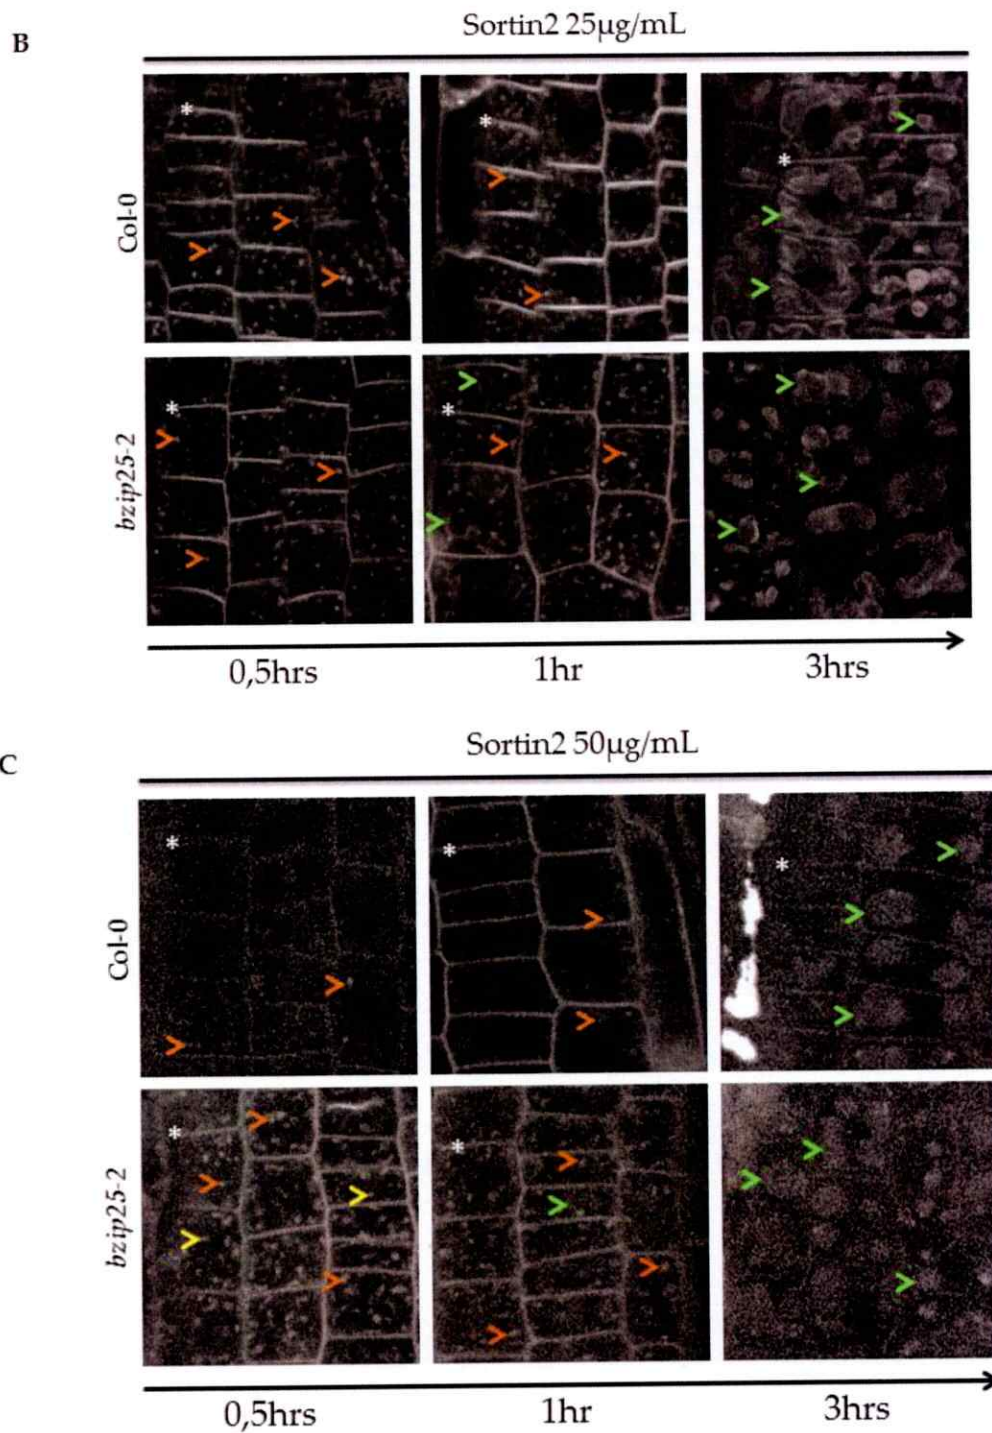 B
Sortin2 25µg/mL
Col-0
bzip25-2
0,5hrs 1hr 3hrs
C
Sortin2 50µg/mL
Col-0
bzip25-2
0,5hrs 1hr 3hrs